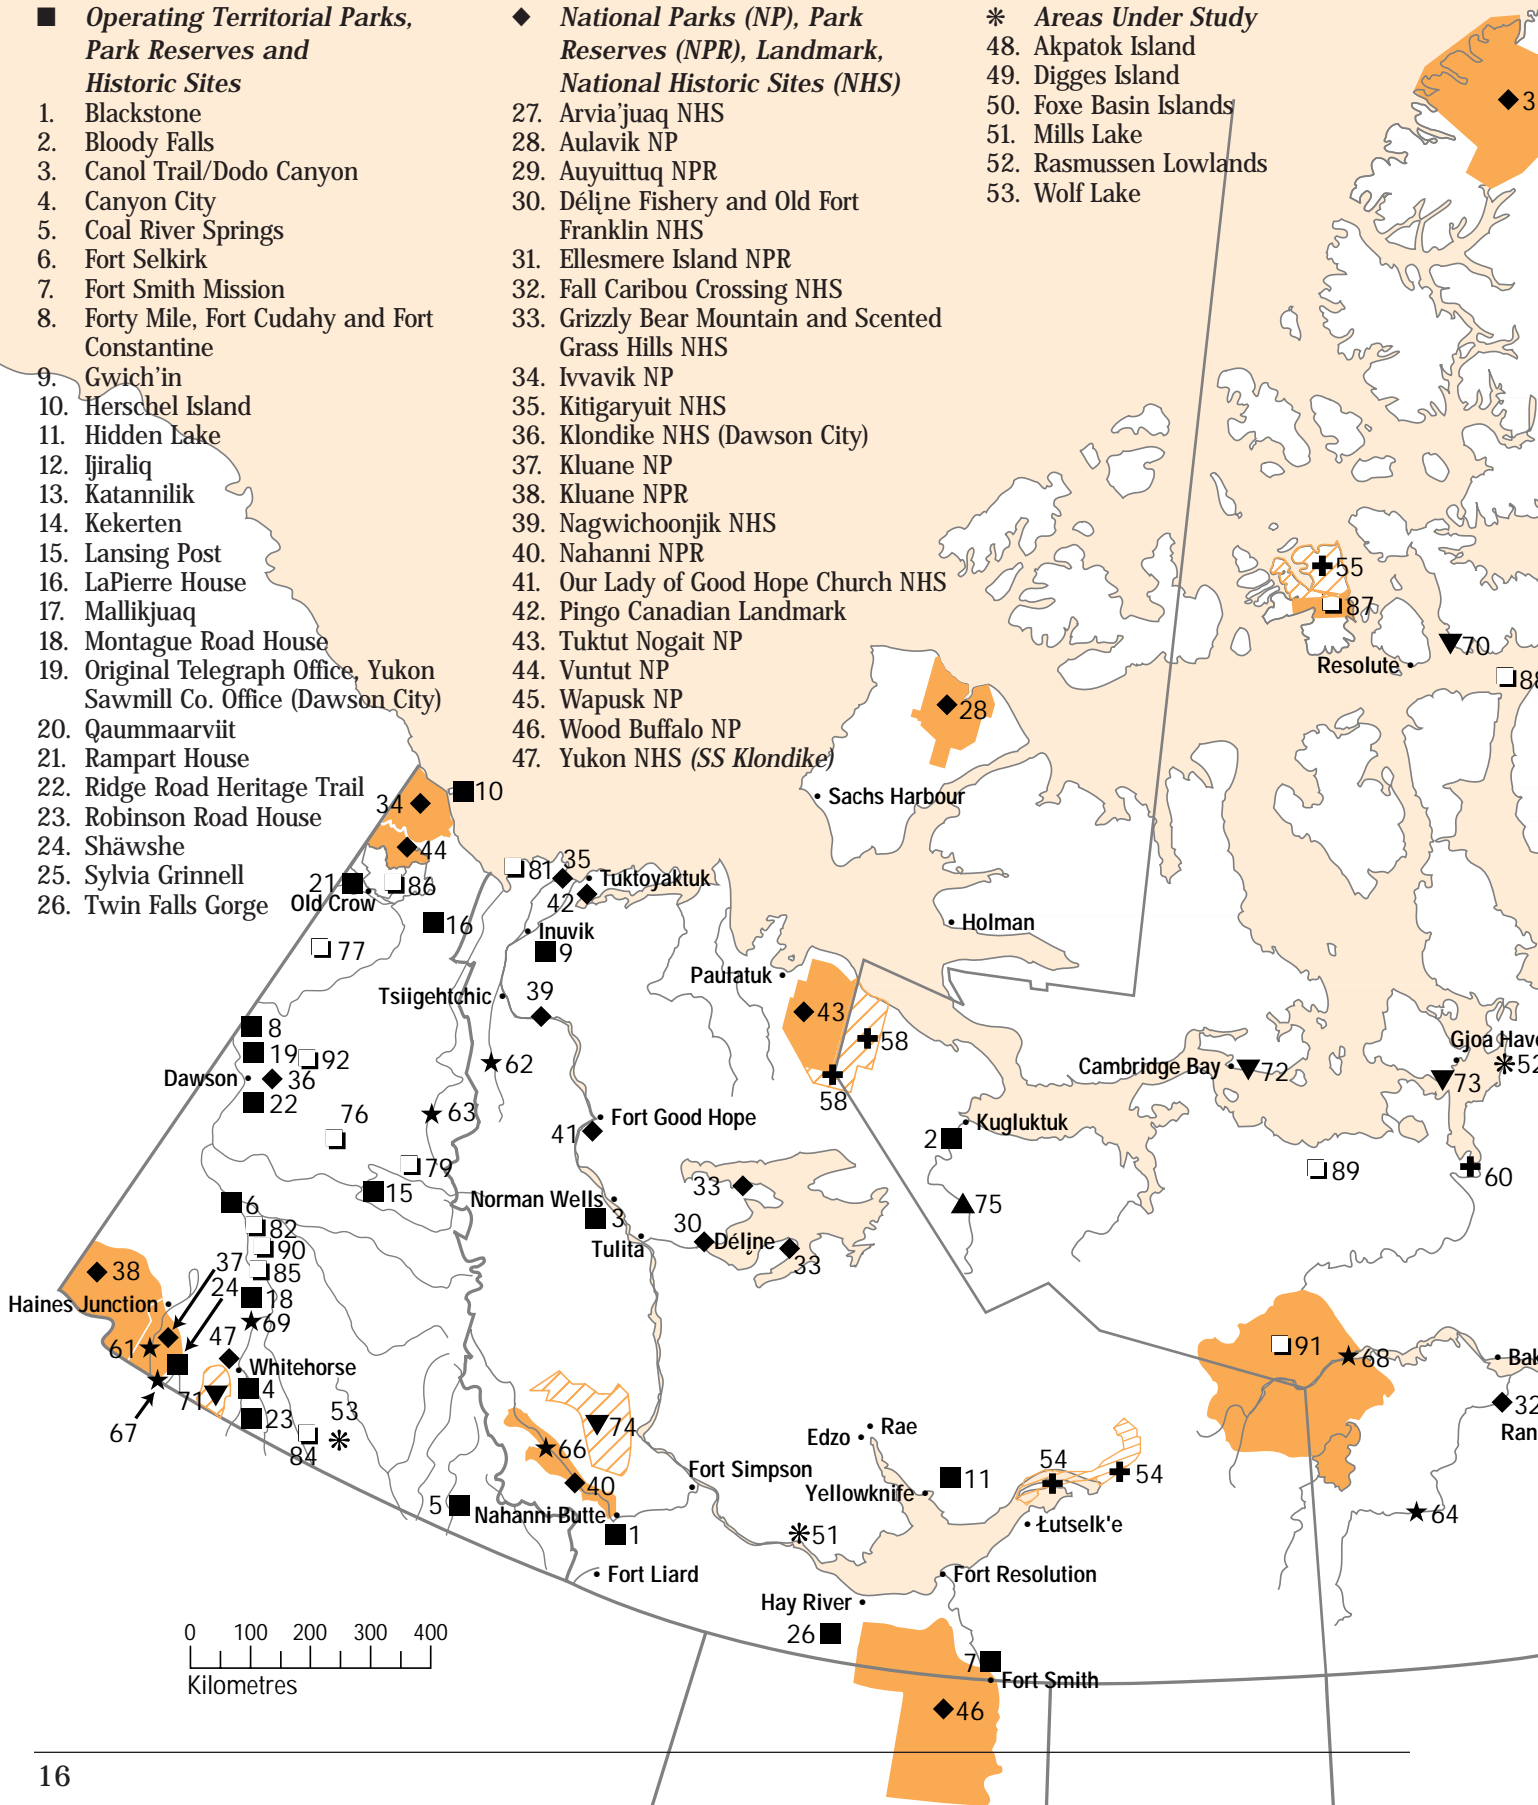 ■ Operating Territorial Parks,
Park Reserves and
Historic Sites
1. Blackstone
2. Bloody Falls
3. Canol Trail/Dodo Canyon
4. Canyon City
5. Coal River Springs
6. Fort Selkirk
7. Fort Smith Mission
8. Forty Mile, Fort Cudahy and Fort
Constantine
9. Gwich'in
10. Herschel Island
11. Hidden Lake
12. Ijiraliq
13. Katannilik
14. Kekerten
15. Lansing Post
16. LaPierre House
17. Mallikjuaq
18. Montague Road House
19. Original Telegraph Office, Yukon
Sawmill Co. Office (Dawson City)
20. Qaummaarviit
21. Rampart House
22. Ridge Road Heritage Trail
23. Robinson Road House
24. Shäwshe
25. Sylvia Grinnell
26. Twin Falls Gorge
◆ National Parks (NP), Park
Reserves (NPR), Landmark,
National Historic Sites (NHS)
27. Arvia'juaq NHS
28. Aulavik NP
29. Auyuittuq NPR
30. Déline Fishery and Old Fort
Franklin NHS
31. Ellesmere Island NPR
32. Fall Caribou Crossing NHS
33. Grizzly Bear Mountain and Scented
Grass Hills NHS
34. Ivvavik NP
35. Kitigaryuit NHS
36. Klondike NHS (Dawson City)
37. Kluane NP
38. Kluane NPR
39. Nagwichoonjik NHS
40. Nahanni NPR
41. Our Lady of Good Hope Church NHS
42. Pingo Canadian Landmark
43. Tuktut Nogait NP
44. Vuntut NP
45. Wapusk NP
46. Wood Buffalo NP
47. Yukon NHS (SS Klondike)
❋ Areas Under Study
48. Akpatok Island
49. Digges Island
50. Foxe Basin Islands
51. Mills Lake
52. Rasmussen Lowlands
53. Wolf Lake
3
55
87
70
Resolute
88
28
Sachs Harbour
34
10
44
81
35
Tuktoyaktuk
21
86
42
Old Crow
16
Inuvik
9
Holman
77
Paulatuk
Tsiigehtchic
39
43
8
58
Gjoa Have
19
92
62
Cambridge Bay
72
52
Dawson
36
73
22
58
76
63
Fort Good Hope
Kugluktuk
41
2
79
89
60
15
33
Norman Wells
6
3
75
82
30
Déline
Tulita
90
37
33
38
85
24
18
Haines Junction
69
61
47
91
68
Bak
Whitehorse
71
4
32
53
23
74
Ran
67
Rae
Edzo
84
66
54
54
Fort Simpson
11
40
Yellowknife
5
Nahanni Butte
64
1
51
Łutselk'e
Fort Liard
Fort Resolution
Hay River
26
0 100 200 300 400
7
Kilometres
Fort Smith
46
16